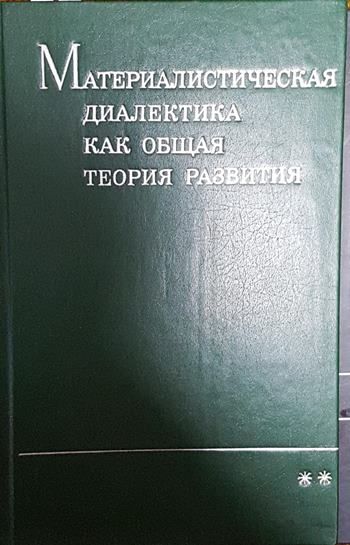 МАТЕРИАЛИСТИЧЕСКАЯ
ДИАЛЕКТИКА
КАК ОБЩАЯ
ТЕОРИЯ РАЗВИТИЯ
**